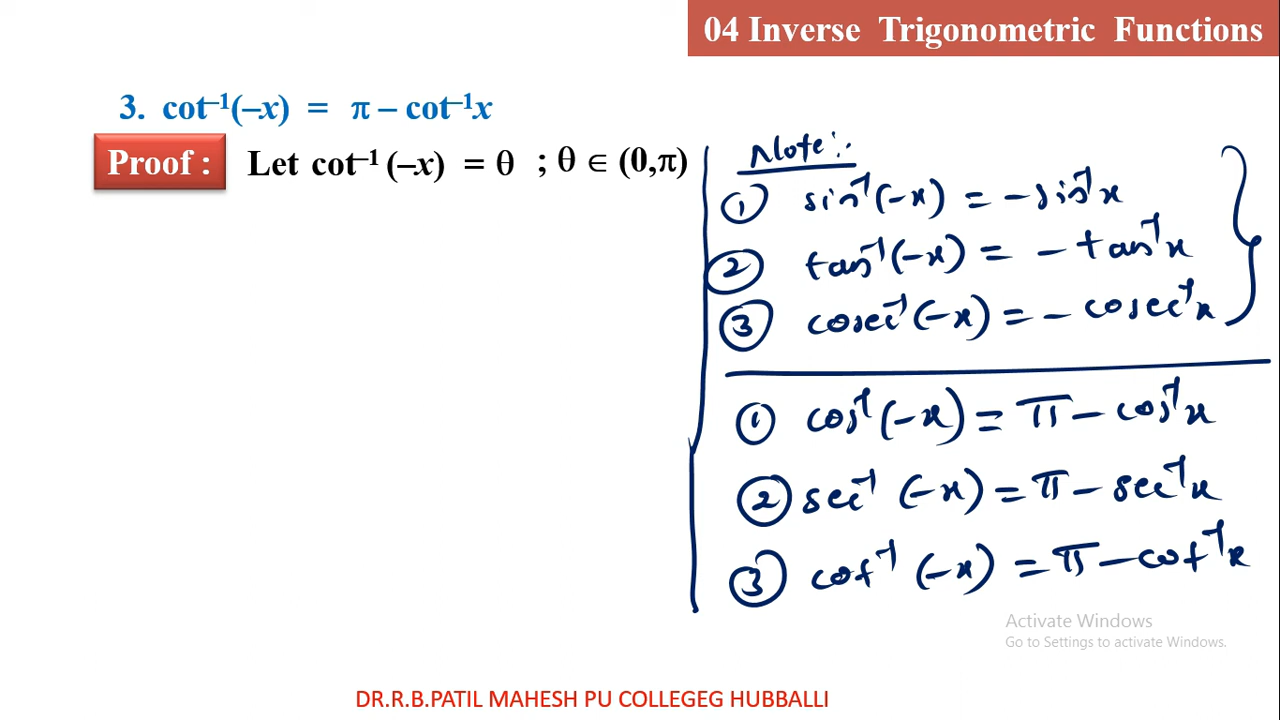 04 Inverse Trigonometric Functions
3. cot⁻¹(–x) = π – cot⁻¹x
Proof : Let cot⁻¹ (–x) = θ ; θ ∈ (0,π)
Note:-
① sin⁻¹(-x) = -sin⁻¹x
② tan⁻¹(-x) = - tan⁻¹x
③ cosec⁻¹(-x) = - cosec⁻¹x
① cos⁻¹(-x) = π - cos⁻¹x
② sec⁻¹ (-x) = π - sec⁻¹x
③ cot⁻¹ (-x) = π - cot⁻¹x
Activate Windows
Go to Settings to activate Windows.
DR.R.B.PATIL MAHESH PU COLLEGEG HUBBALLI